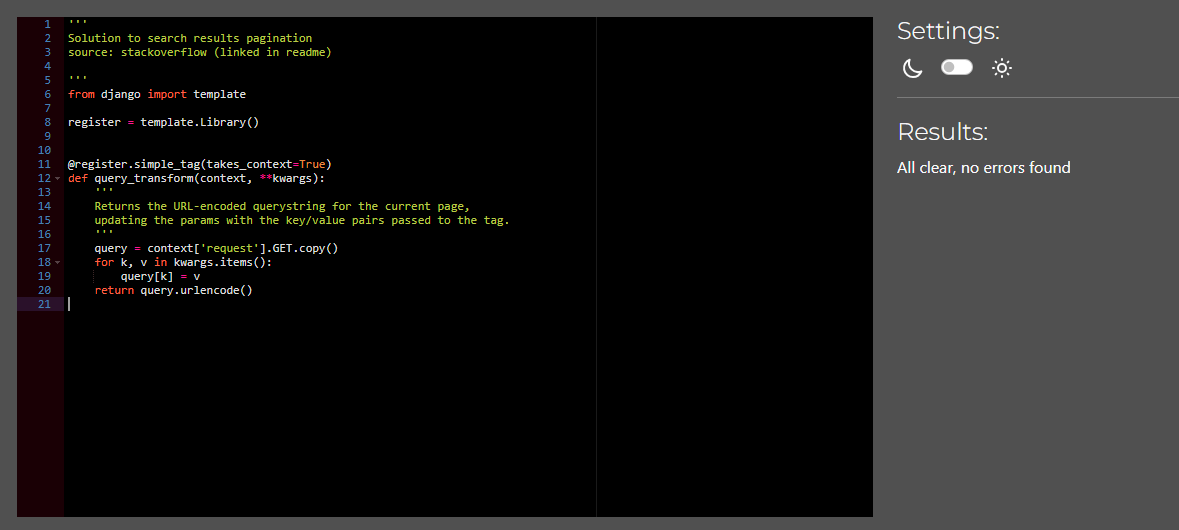 1 '''
2 Solution to search results pagination
3 source: stackoverflow (linked in readme)
4
5 '''
6 from django import template
7
8 register = template.Library()
9
10
11 @register.simple_tag(takes_context=True)
12 def query_transform(context, **kwargs):
13     '''
14     Returns the URL-encoded querystring for the current page,
15     updating the params with the key/value pairs passed to the tag.
16     '''
17     query = context['request'].GET.copy()
18     for k, v in kwargs.items():
19         query[k] = v
20     return query.urlencode()
21
Settings:
Results:
All clear, no errors found